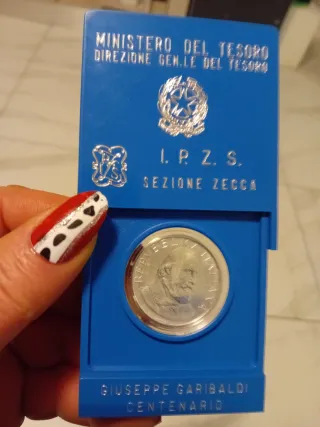 MINISTERO DEL TESORO
DIREZIONE GEN.LE DEL TESORO
I.P.Z.S.
SEZIONE ZECCA
GIUSEPPE GARIBALDI
CENTENARIO